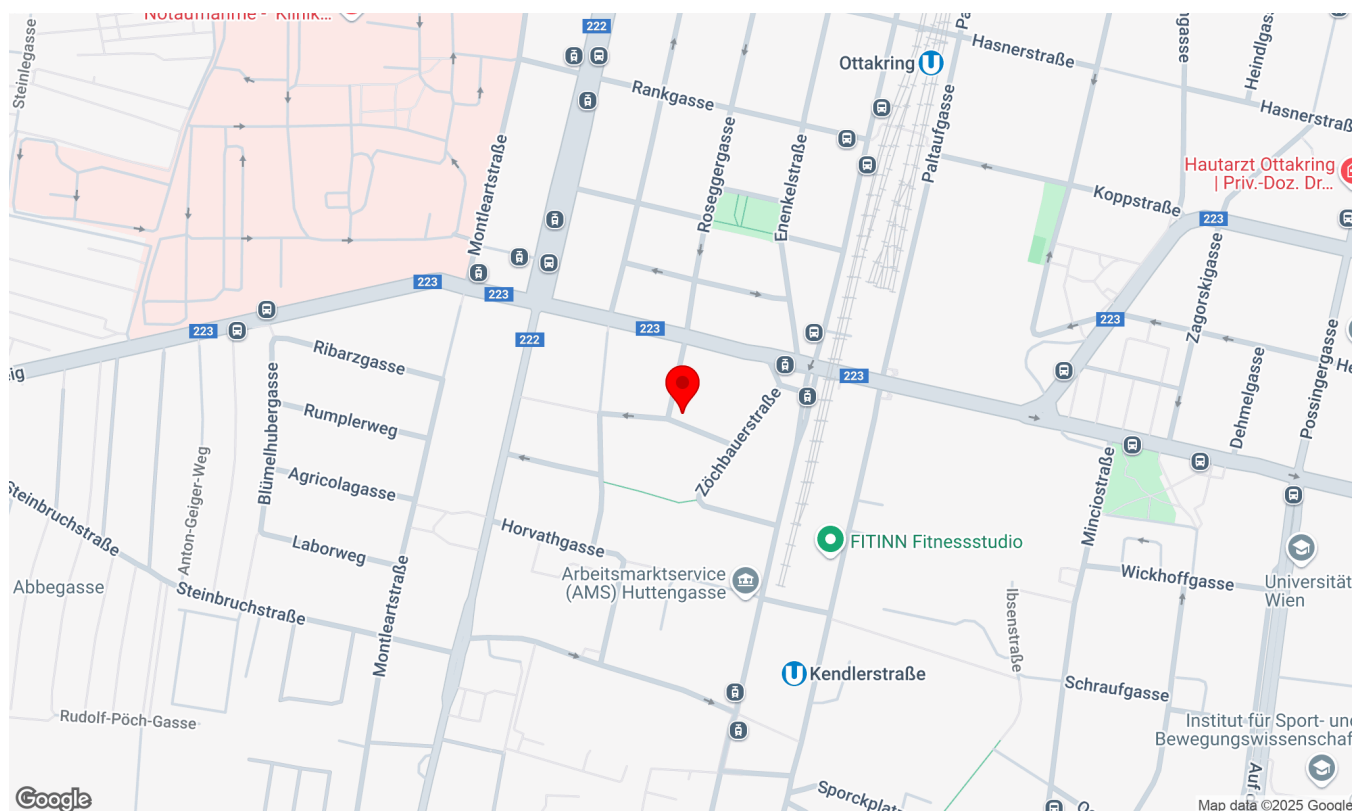 Notaufnahme - Klinik...
222
Hasnerstraße
Heindlgasse
Steinlegasse
Ottakring
Rankgasse
Hasnerstraße
Paltaufgasse
Roseggergasse
Enenkelstraße
Montleartstraße
Hautarzt Ottakring
| Priv.-Doz. Dr...
Koppstraße
223
223
223
223
223
222
223
223
Zagorskigasse
Ribarzgasse
Rumplerweg
Agricolagasse
Laborweg
Blümelhubergasse
Anton-Geiger-Weg
Steinbruchstraße
Steinbruchstraße
Abbegasse
Montleartstraße
Zöchbauerstraße
Dehmelgasse
Possingergasse
Minciostraße
Horvathgasse
FITINN Fitnessstudio
Arbeitsmarktservice
(AMS) Huttengasse
Wickhoffgasse
Universität
Wien
Ibsenstraße
Kendlerstraße
Schraufgasse
Rudolf-Pöch-Gasse
Institut für Sport- und
Bewegungswissenschaf
Sporckplatz
Google
Map data ©2025 Google